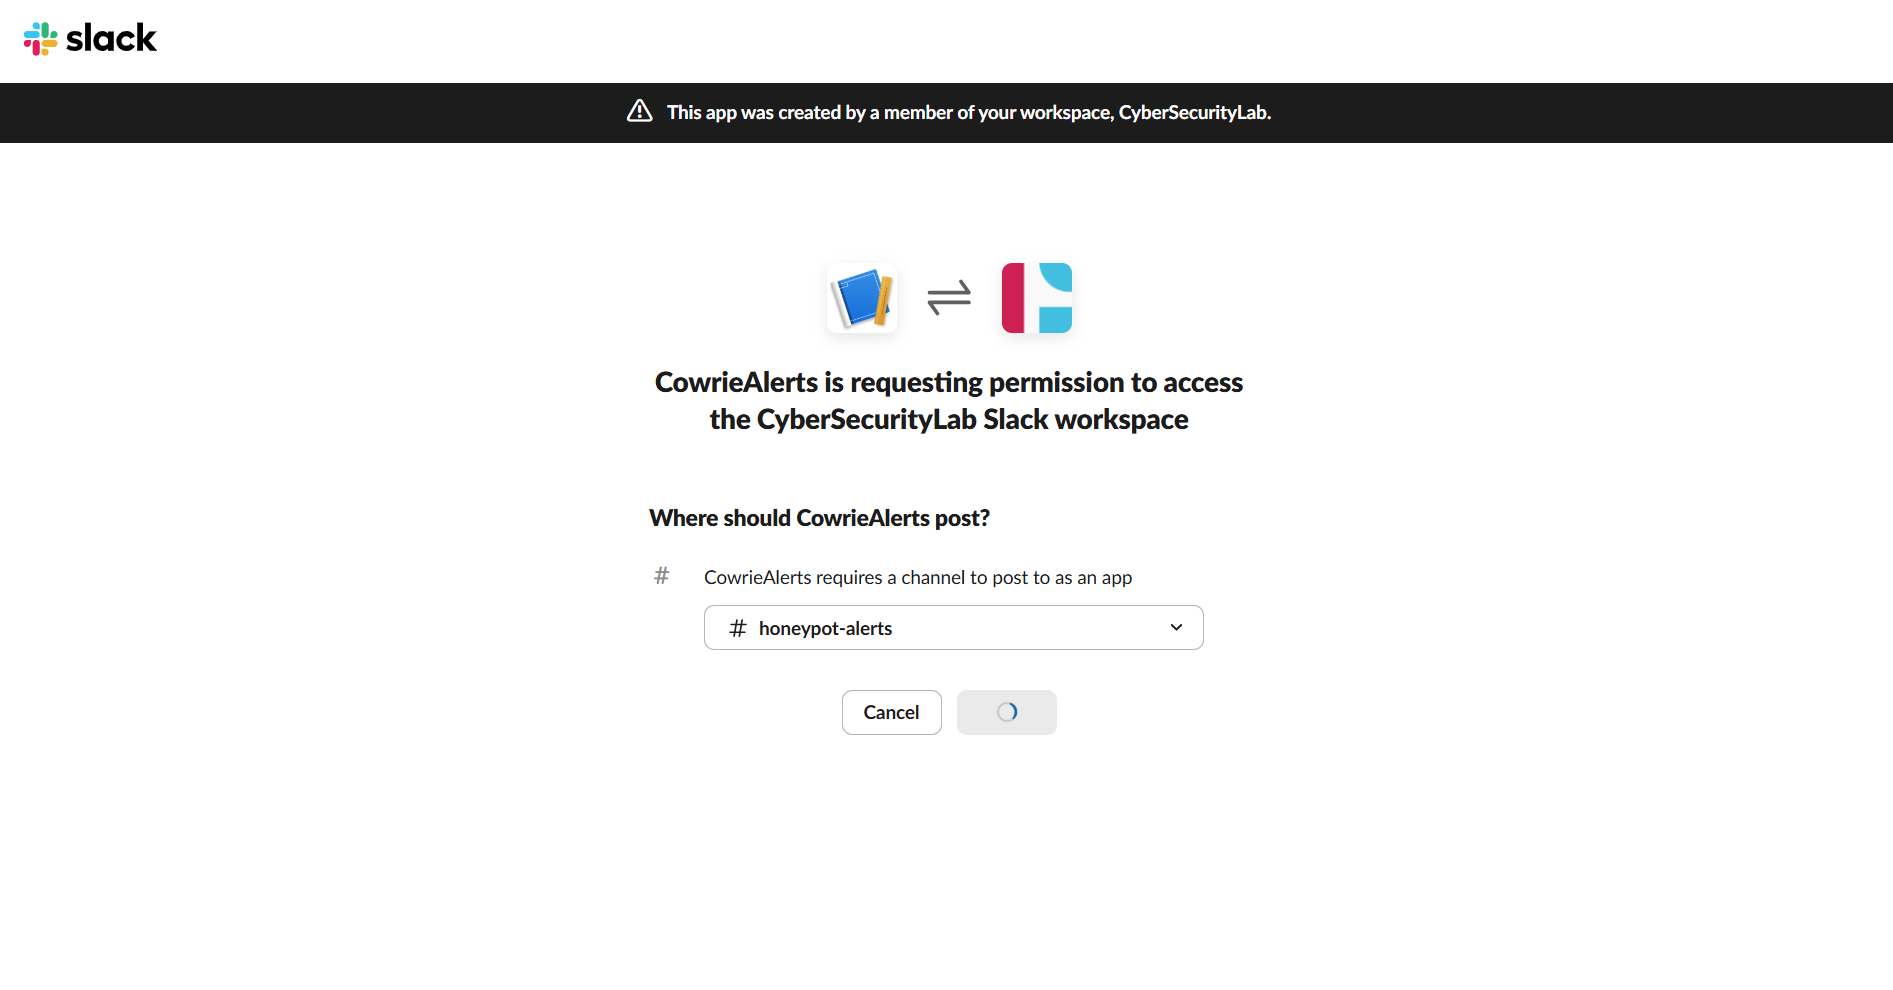 slack
This app was created by a member of your workspace, CyberSecurityLab.
CowrieAlerts is requesting permission to access
the CyberSecurityLab Slack workspace
Where should CowrieAlerts post?
# CowrieAlerts requires a channel to post to as an app
# honeypot-alerts
Cancel